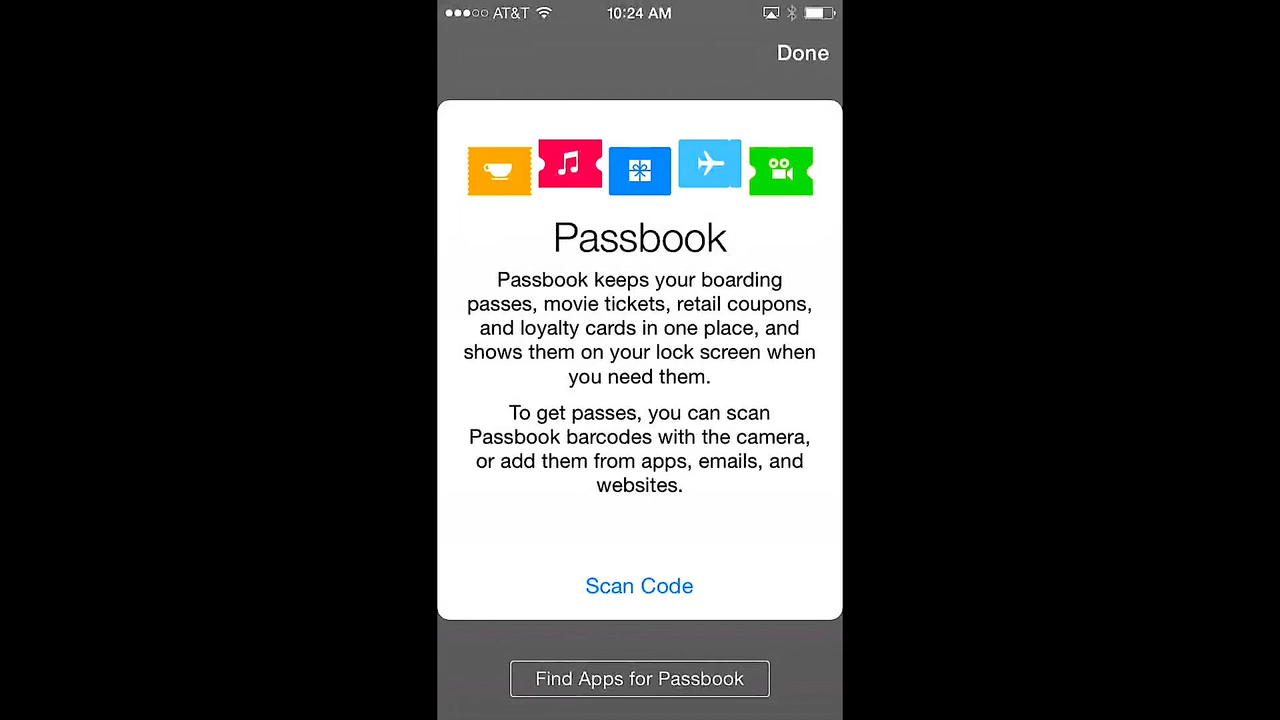 AT&T 10:24 AM
Done
Passbook
Passbook keeps your boarding
passes, movie tickets, retail coupons,
and loyalty cards in one place, and
shows them on your lock screen when
you need them.
To get passes, you can scan
Passbook barcodes with the camera,
or add them from apps, emails, and
websites.
Scan Code
Find Apps for Passbook